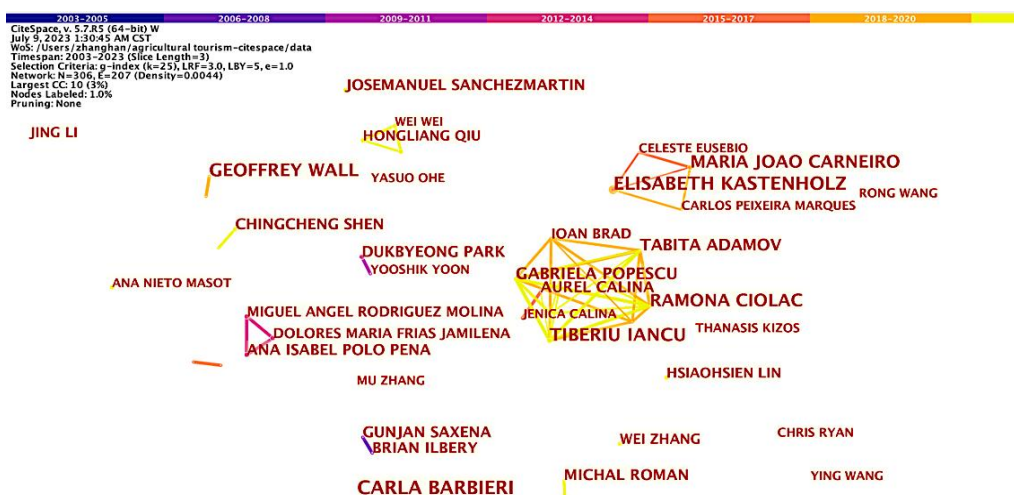 2003-2005 2006-2008 2009-2011 2012-2014 2015-2017 2018-2020
CiteSpace, v. 5.7.R5 (64-bit) W
July 9, 2023 1:30:45 AM CST
WoS: /Users/zhanghan/agricultural tourism-citespace/data
Timespan: 2003-2023 (Slice Length=3)
Selection Criteria: g-index (k=25), LRF=3.0, LBY=5, e=1.0
Network: N=306, E=207 (Density=0.0044)
Largest CC: 10 (3%)
Nodes Labeled: 1.0%
Pruning: None
JOSEMANUEL SANCHEZMARTIN
WEI WEI
JING LI
HONGLIANG QIU
CELESTE EUSEBIO
MARIA JOAO CARNEIRO
GEOFFREY WALL
YASUO OHE
ELISABETH KASTENHOLZ
RONG WANG
CARLOS PEIXEIRA MARQUES
CHINGCHENG SHEN
IOAN BRAD
TABITA ADAMOV
DUKBYEONG PARK
YOOSHIK YOON
GABRIELA POPESCU
ANA NIETO MASOT
AUREL CALINA
RAMONA CIOLAC
MIGUEL ANGEL RODRIGUEZ MOLINA
JENICA CALINA
DOLORES MARIA FRIAS JAMILENA
TIBERIU IANCU
THANASIS KIZOS
ANA ISABEL POLO PENA
MU ZHANG
HSIAOHSIEN LIN
GUNJAN SAXENA
WEI ZHANG
CHRIS RYAN
BRIAN ILBERY
MICHAL ROMAN
YING WANG
CARLA BARBIERI